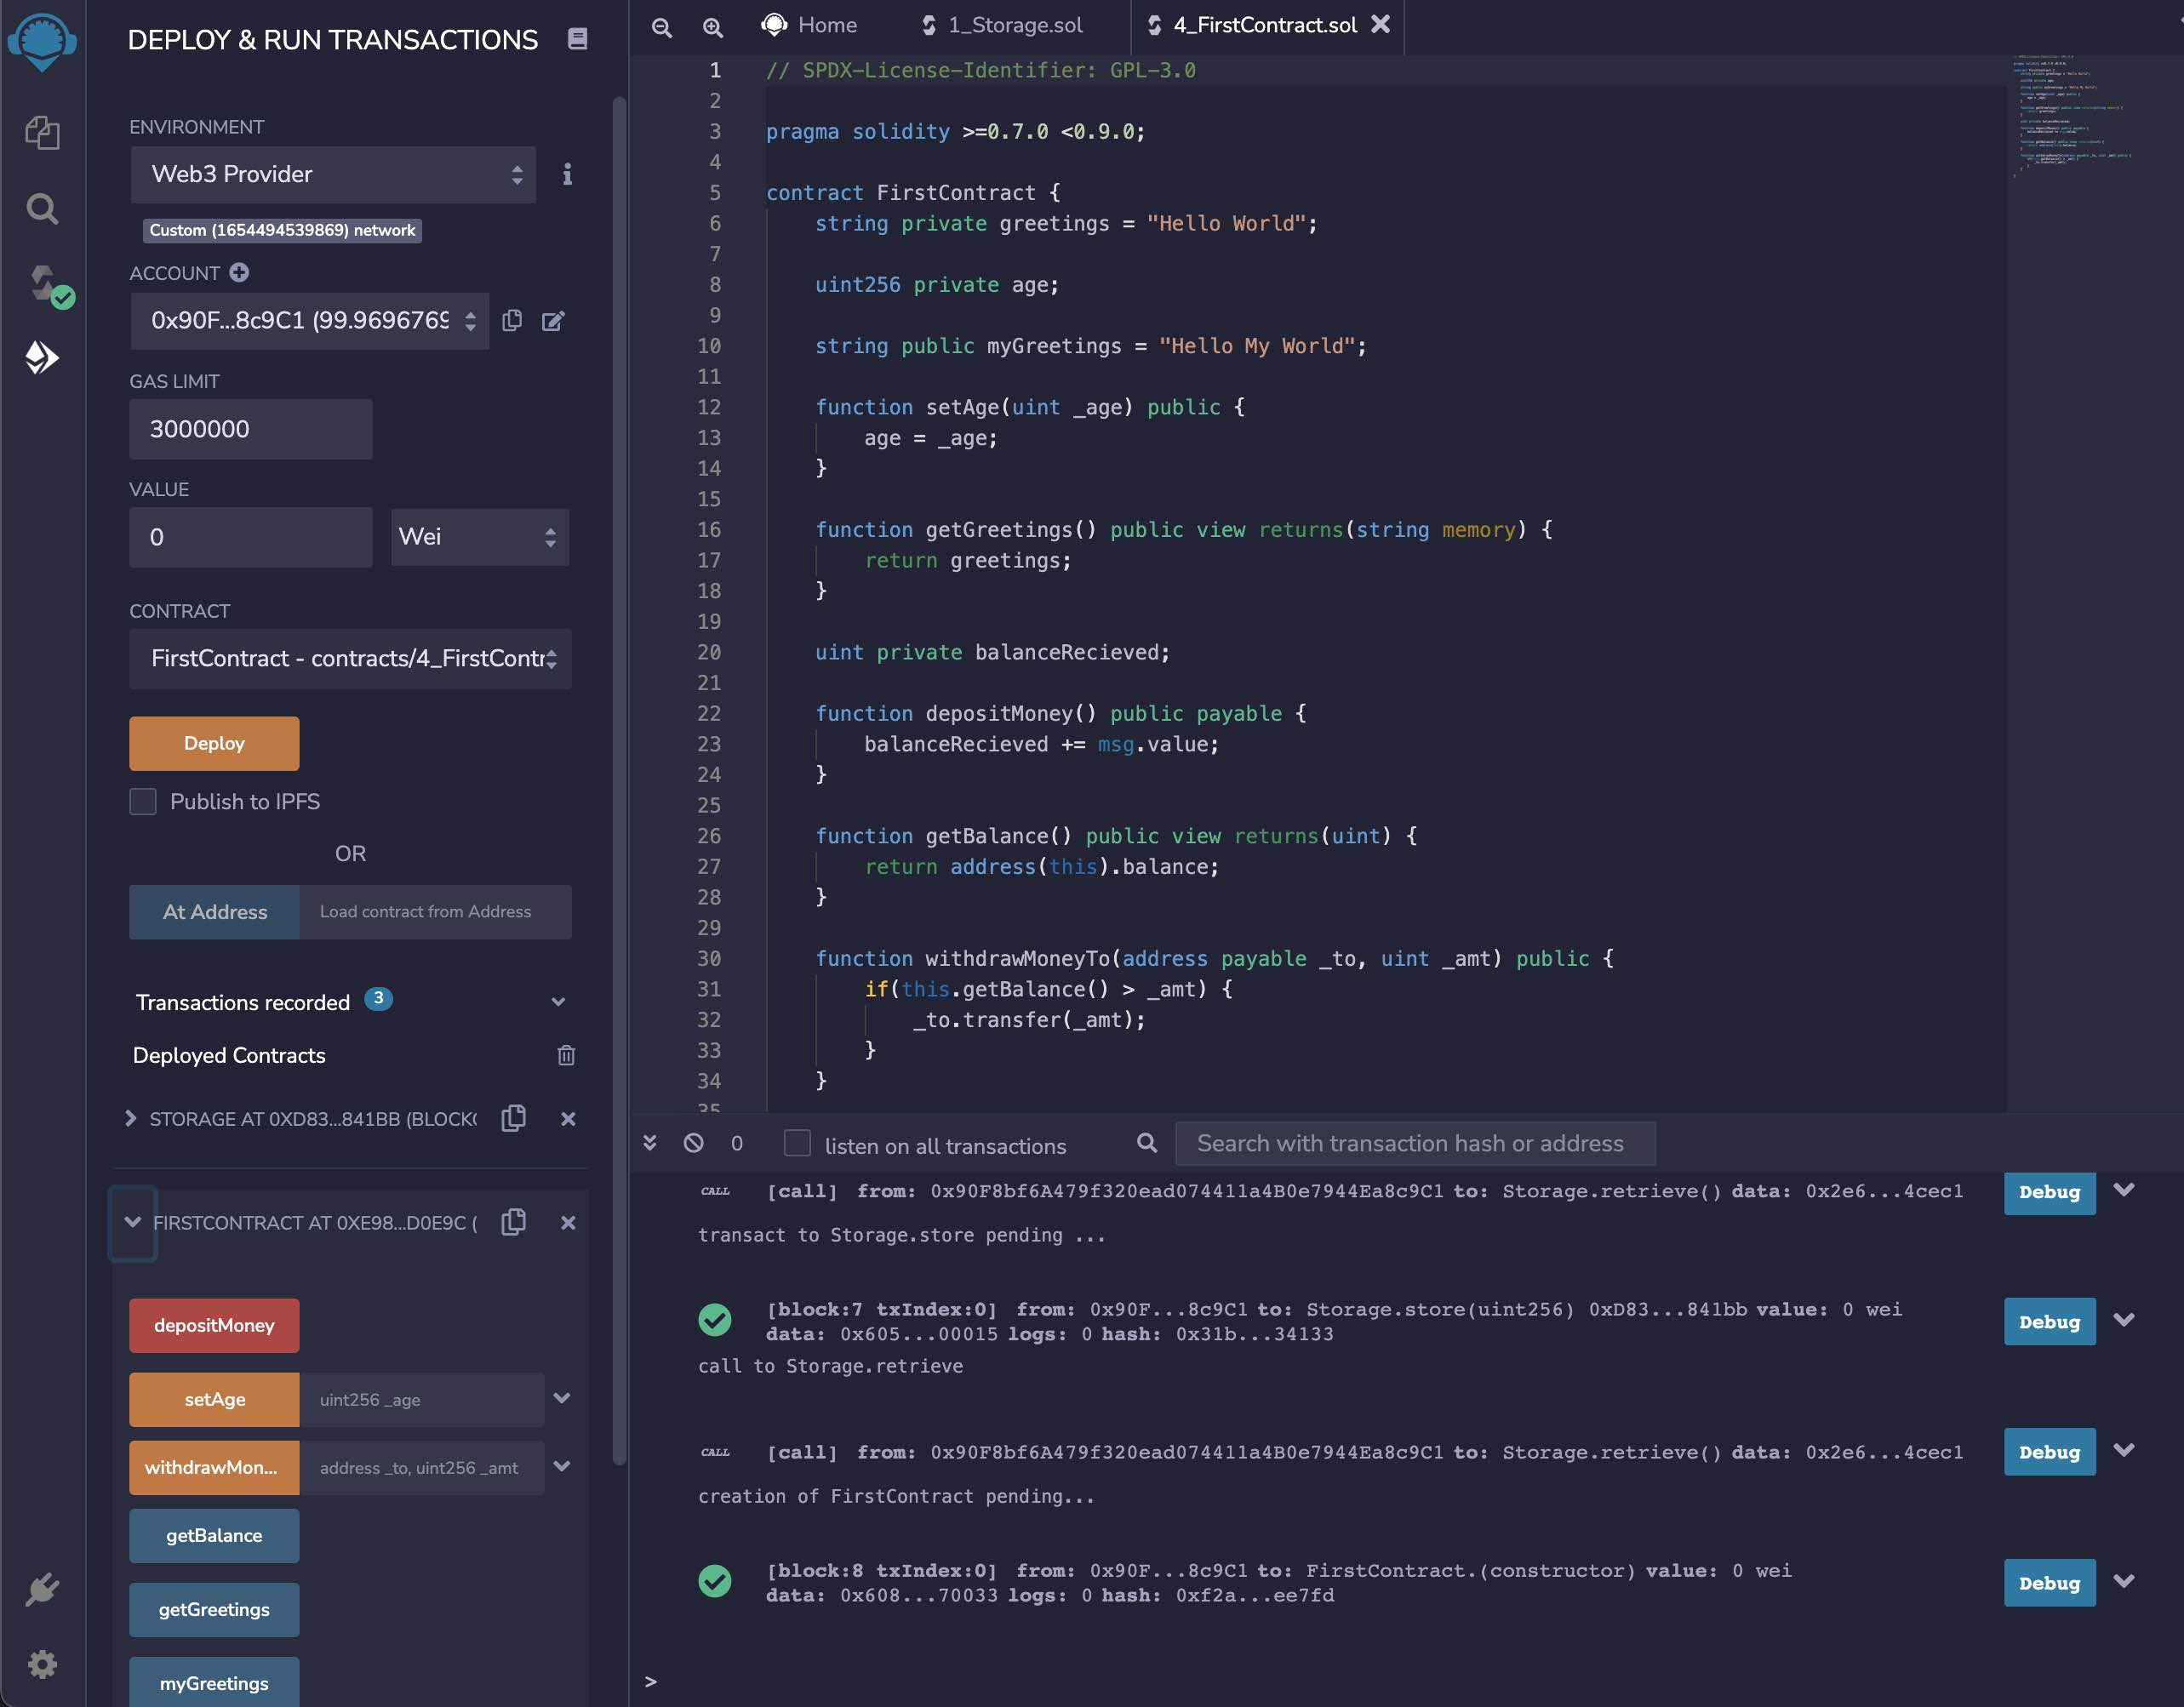 DEPLOY & RUN TRANSACTIONS
ENVIRONMENT
Web3 Provider
Custom (1654494539869) network
ACCOUNT
0x90F...8c9C1 (99.9696769
GAS LIMIT
3000000
VALUE
0
Wei
CONTRACT
FirstContract - contracts/4_FirstContr
Deploy
Publish to IPFS
OR
At Address
Load contract from Address
Transactions recorded 3
Deployed Contracts
STORAGE AT 0XD83...841BB (BLOCKC
FIRSTCONTRACT AT 0XE98...D0E9C (
depositMoney
setAge
uint256 _age
withdrawMon...
address _to, uint256 _amt
getBalance
getGreetings
myGreetings
Home
1_Storage.sol
4_FirstContract.sol
1 // SPDX-License-Identifier: GPL-3.0
2
3 pragma solidity >=0.7.0 <0.9.0;
4
5 contract FirstContract {
6 string private greetings = "Hello World";
7
8 uint256 private age;
9
10 string public myGreetings = "Hello My World";
11
12 function setAge(uint _age) public {
13 age = _age;
14 }
15
16 function getGreetings() public view returns(string memory) {
17 return greetings;
18 }
19
20 uint private balanceRecieved;
21
22 function depositMoney() public payable {
23 balanceRecieved += msg.value;
24 }
25
26 function getBalance() public view returns(uint) {
27 return address(this).balance;
28 }
29
30 function withdrawMoneyTo(address payable _to, uint _amt) public {
31 if(this.getBalance() > _amt) {
32 _to.transfer(_amt);
33 }
34 }
35
0
listen on all transactions
Search with transaction hash or address
CALL [call] from: 0x90F8bf6A479f320ead074411a4B0e7944Ea8c9C1 to: Storage.retrieve() data: 0x2e6...4cec1
Debug
transact to Storage.store pending ...
[block:7 txIndex:0] from: 0x90F...8c9C1 to: Storage.store(uint256) 0xD83...841bb value: 0 wei
data: 0x605...00015 logs: 0 hash: 0x31b...34133
Debug
call to Storage.retrieve
CALL [call] from: 0x90F8bf6A479f320ead074411a4B0e7944Ea8c9C1 to: Storage.retrieve() data: 0x2e6...4cec1
Debug
creation of FirstContract pending...
[block:8 txIndex:0] from: 0x90F...8c9C1 to: FirstContract.(constructor) value: 0 wei
data: 0x608...70033 logs: 0 hash: 0xf2a...ee7fd
Debug
>